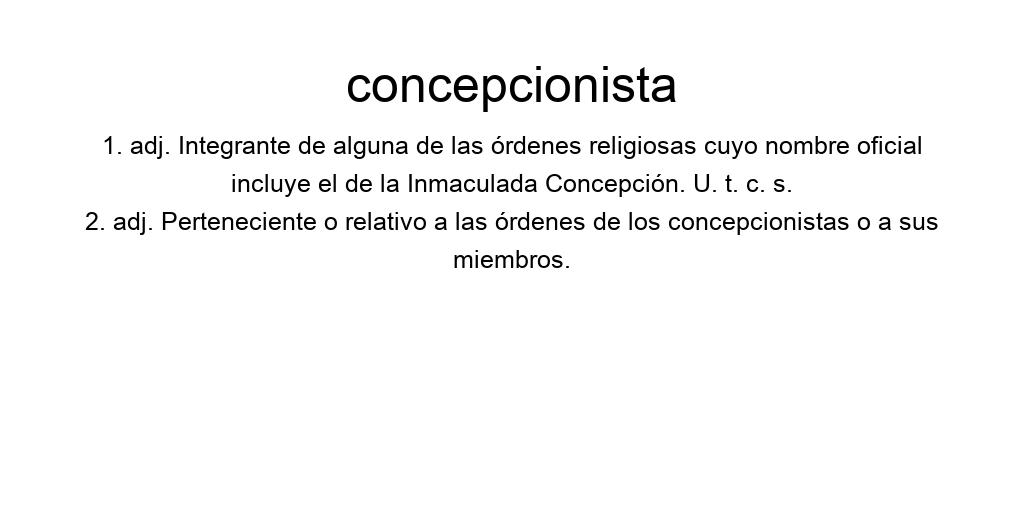 concepcionista
1. adj. Integrante de alguna de las órdenes religiosas cuyo nombre oficial
incluye el de la Inmaculada Concepción. U. t. c. s.
2. adj. Perteneciente o relativo a las órdenes de los concepcionistas o a sus
miembros.